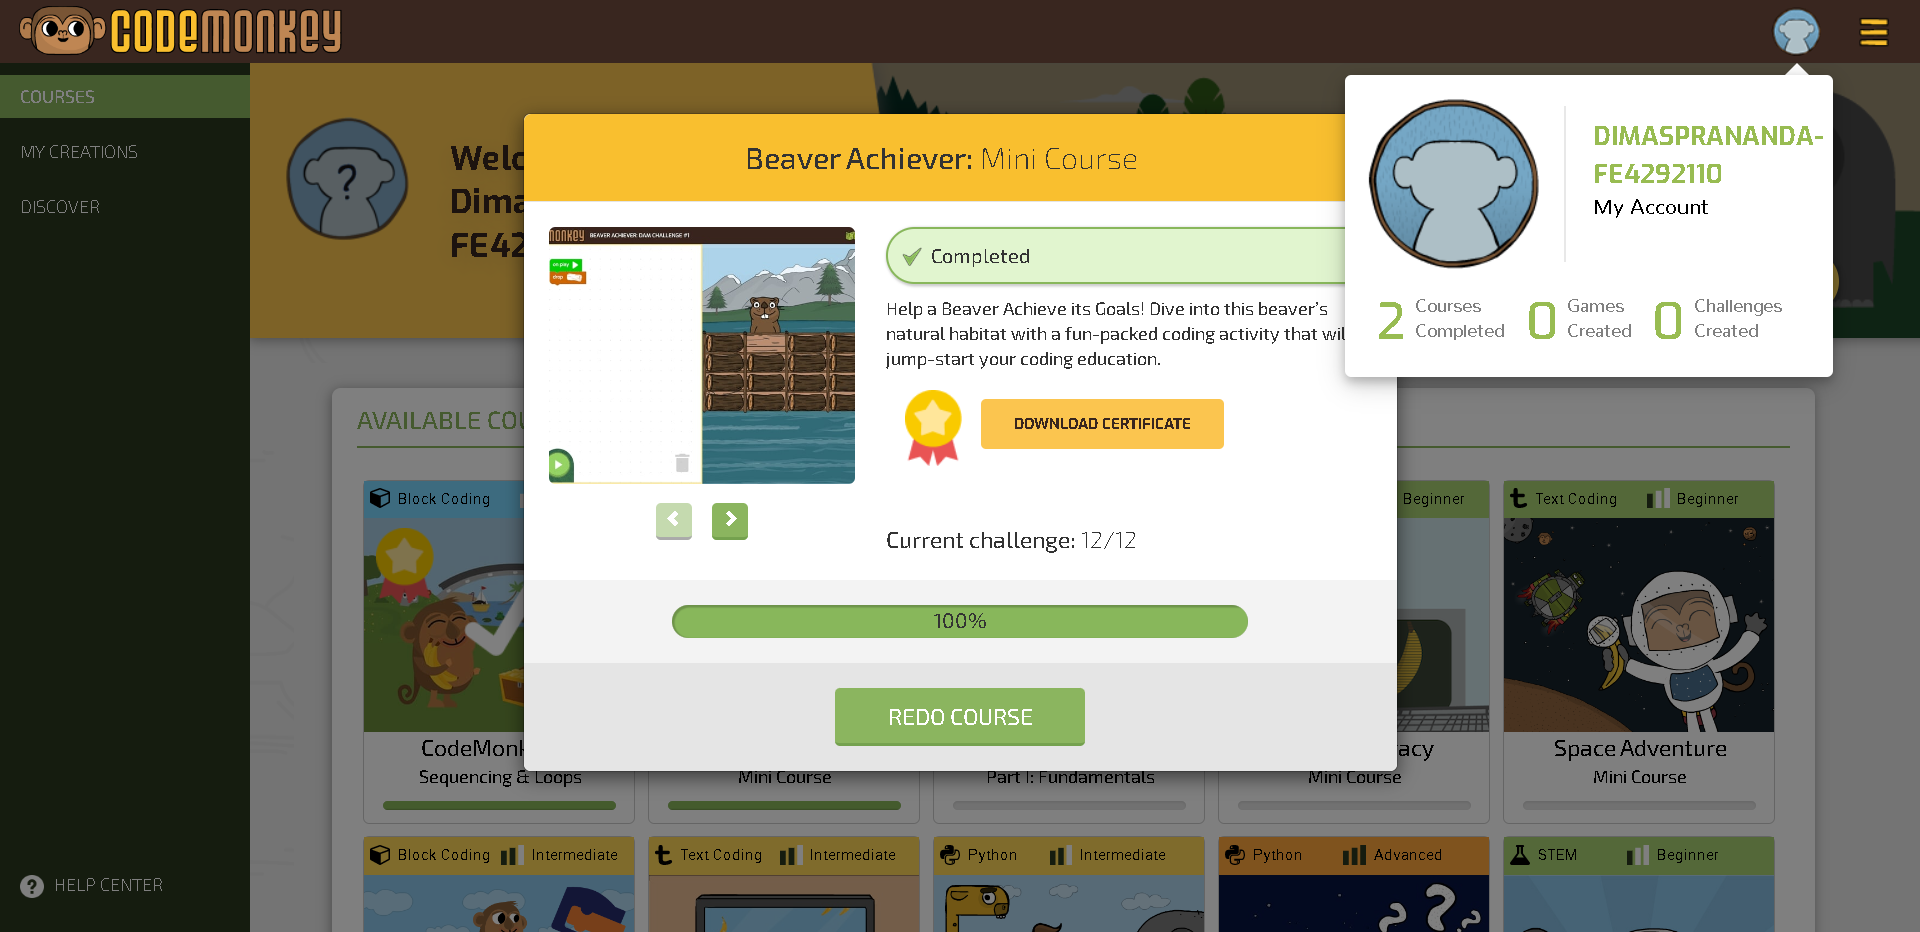 CODEMONKEY
COURSES
MY CREATIONS
DISCOVER
HELP CENTER
Welc
Dima
FE42
DIMASPRANANDA-
FE4292110
My Account
2 Courses Completed
0 Games Created
0 Challenges Created
Beaver Achiever: Mini Course
MONKEY BEAVER ACHIEVER: DAM CHALLENGE #1
on play
drop
Completed
Help a Beaver Achieve its Goals! Dive into this beaver's
natural habitat with a fun-packed coding activity that wil
jump-start your coding education.
DOWNLOAD CERTIFICATE
Current challenge: 12/12
100%
REDO COURSE
AVAILABLE COU
Block Coding
Beginner
Text Coding Beginner
CodeMonk
Sequencing & Loops
Mini Course
Part I: Fundamentals
acy
Mini Course
Space Adventure
Mini Course
Block Coding Intermediate
Text Coding Intermediate
Python Intermediate
Python Advanced
STEM Beginner